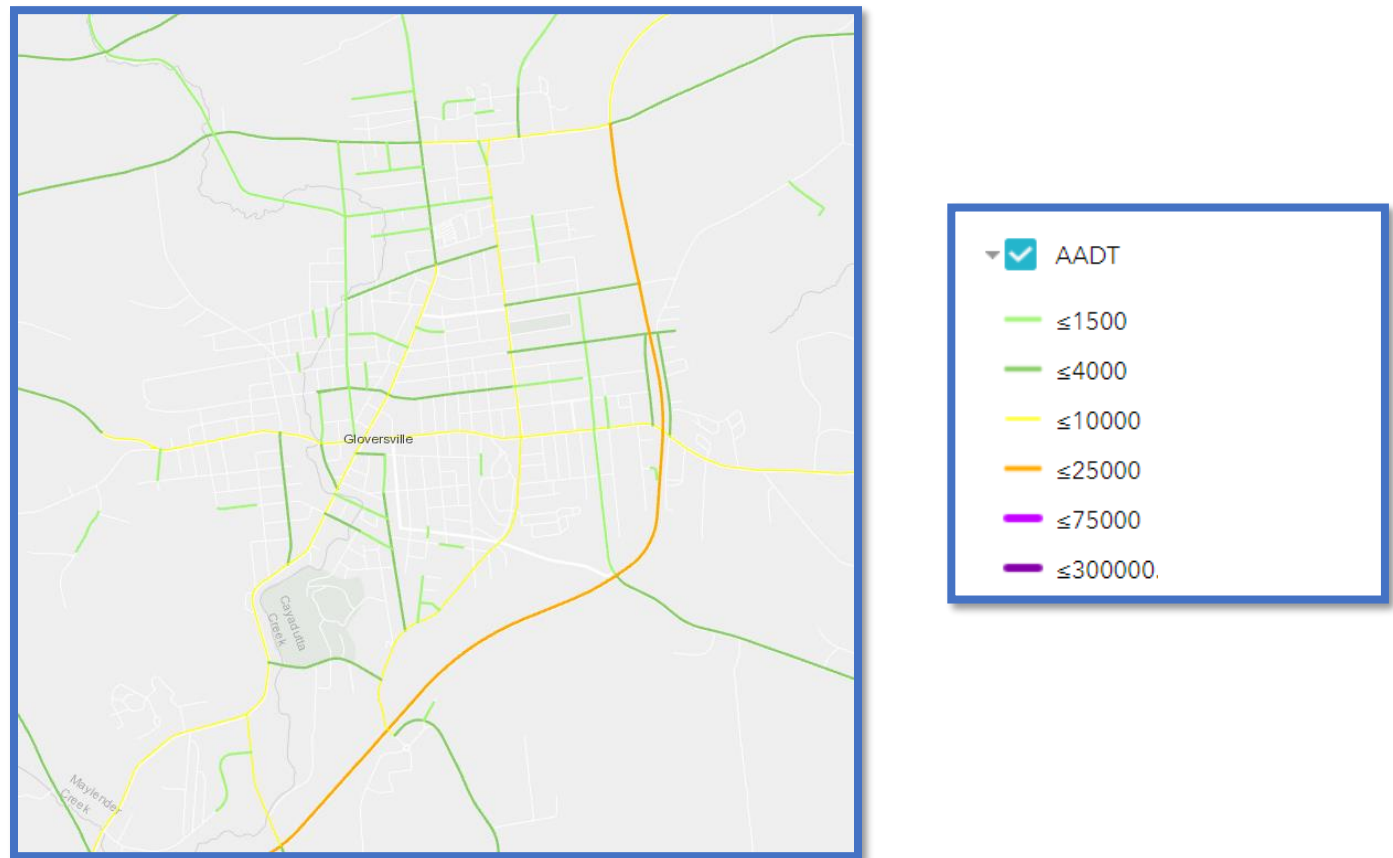 Gloversville
Cayadutta
Creek
Maylender
Creek
AADT
≤1500
≤4000
≤10000
≤25000
≤75000
≤300000.